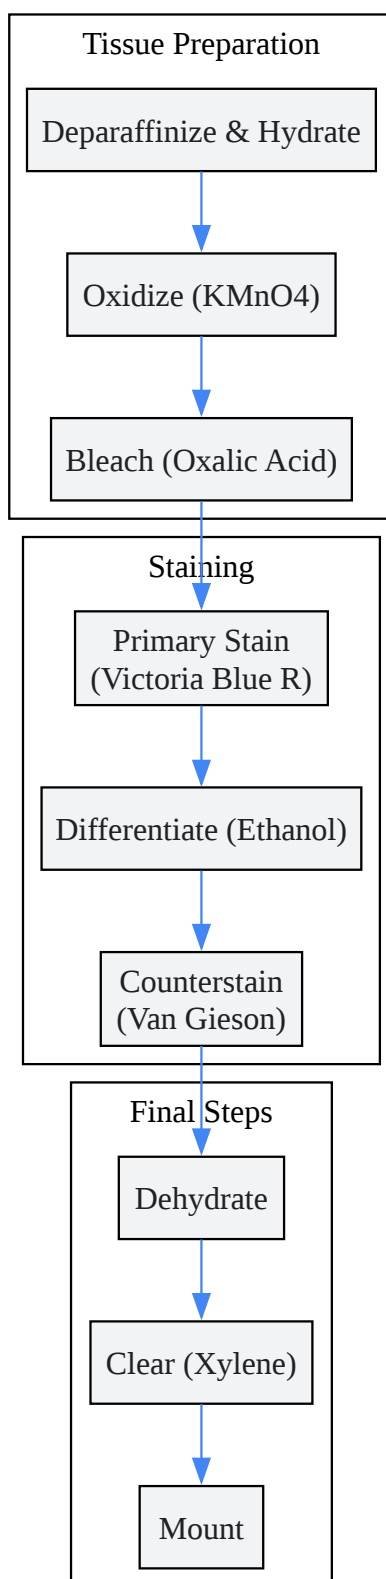 Tissue Preparation
Deparaffinize & Hydrate
Oxidize (KMnO4)
Bleach (Oxalic Acid)
Staining
Primary Stain
(Victoria Blue R)
Differentiate (Ethanol)
Counterstain
(Van Gieson)
Final Steps
Dehydrate
Clear (Xylene)
Mount